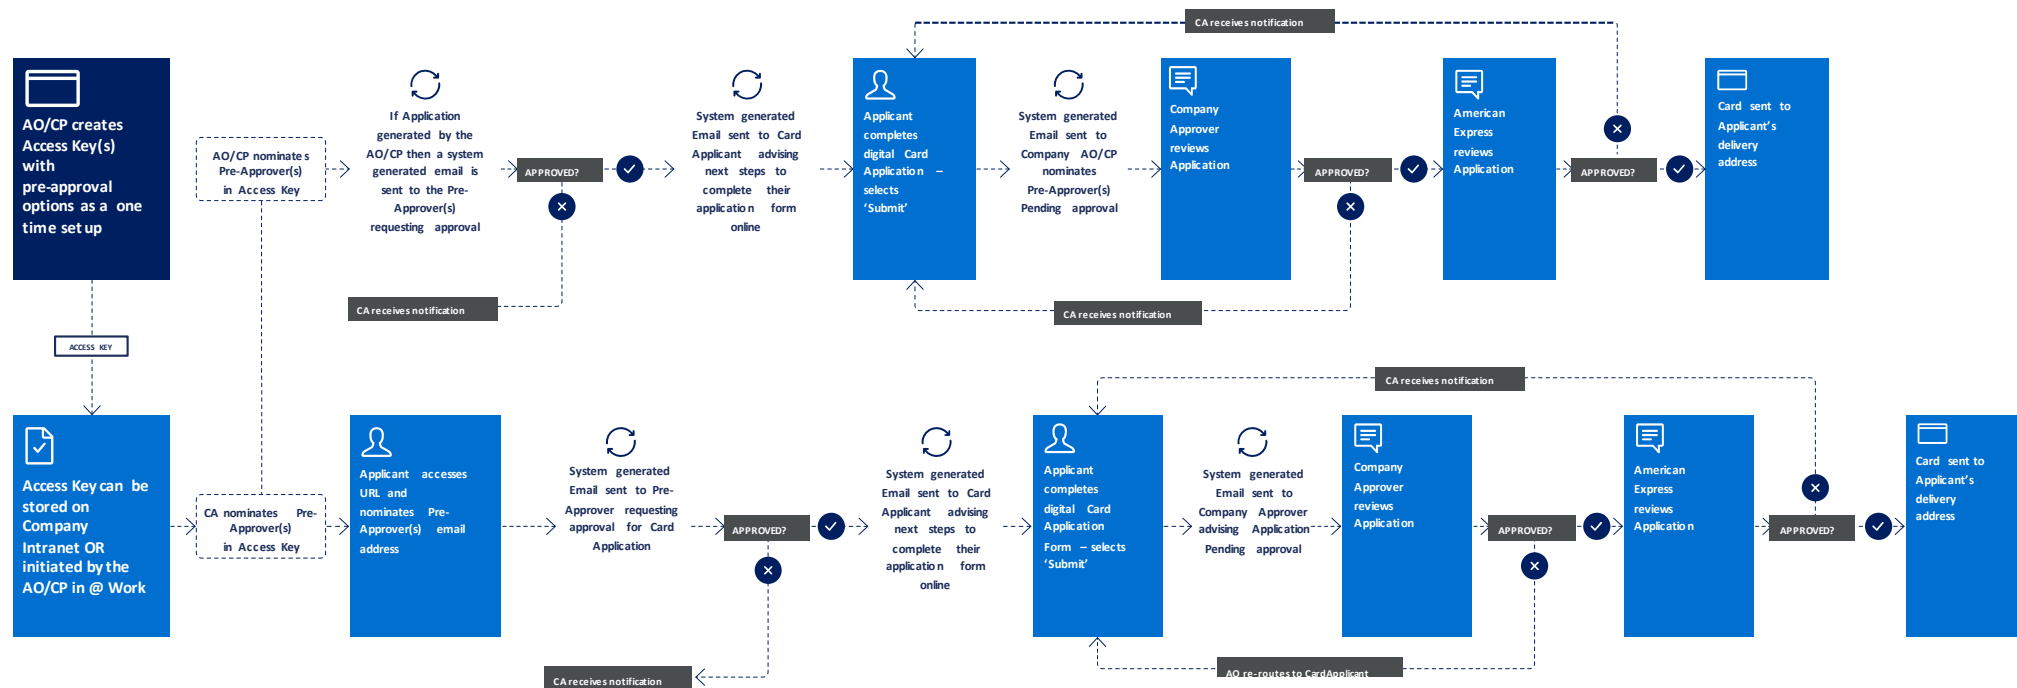 CA receives notification
AO/CP creates
Access Key(s)
with
pre-approval
options as a one
time set up
AO/CP nominates
Pre-Approver(s)
in Access Key
If Application
generated by the
AO/CP then a system
generated email is
sent to the Pre-
Approver(s)
requesting approval
APPROVED?
System generated
Email sent to Card
Applicant advising
next steps to
complete their
application form
online
Applicant
completes
digital Card
Application –
selects
‘Submit’
System generated
Email sent to
Company AO/CP
nominates
Pre-Approver(s)
Pending approval
Company
Approver
reviews
Application
APPROVED?
American
Express
reviews
Application
APPROVED?
Card sent to
Applicant’s
delivery
address
CA receives notification
CA receives notification
ACCESS KEY
CA receives notification
Access Key can be
stored on
Company
Intranet OR
initiated by the
AO/CP in @ Work
CA nominates Pre-
Approver(s)
in Access Key
Applicant accesses
URL and
nominates Pre-
Approver(s) email
address
System generated
Email sent to Pre-
Approver requesting
approval for Card
Application
APPROVED?
System generated
Email sent to Card
Applicant advising
next steps to
complete their
application form
online
Applicant
completes
digital Card
Application
Form – selects
‘Submit’
System generated
Email sent to
Company Approver
advising Application
Pending approval
Company
Approver
reviews
Application
APPROVED?
American
Express
reviews
Application
APPROVED?
Card sent to
Applicant’s
delivery
address
CA receives notification
AO re-routes to Card Applicant